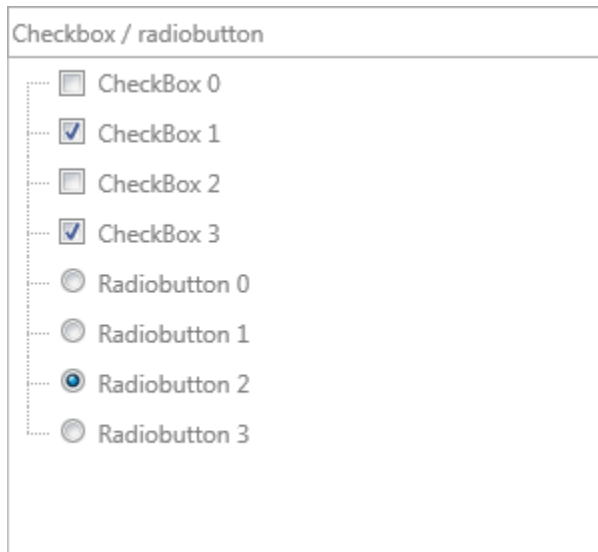 Checkbox / radiobutton
CheckBox 0
CheckBox 1
CheckBox 2
CheckBox 3
Radiobutton 0
Radiobutton 1
Radiobutton 2
Radiobutton 3